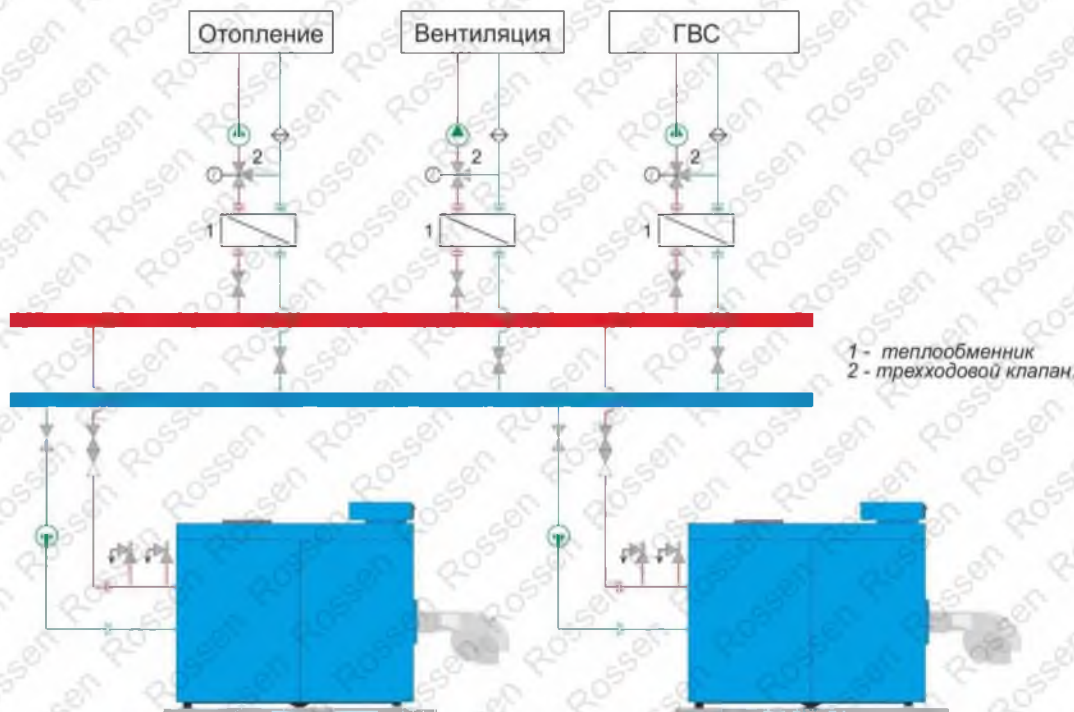 Отопление
Вентиляция
ГВС
2
2
2
1
1
1
1 - теплообменник
2 - трехходовой клапан.
Rossen